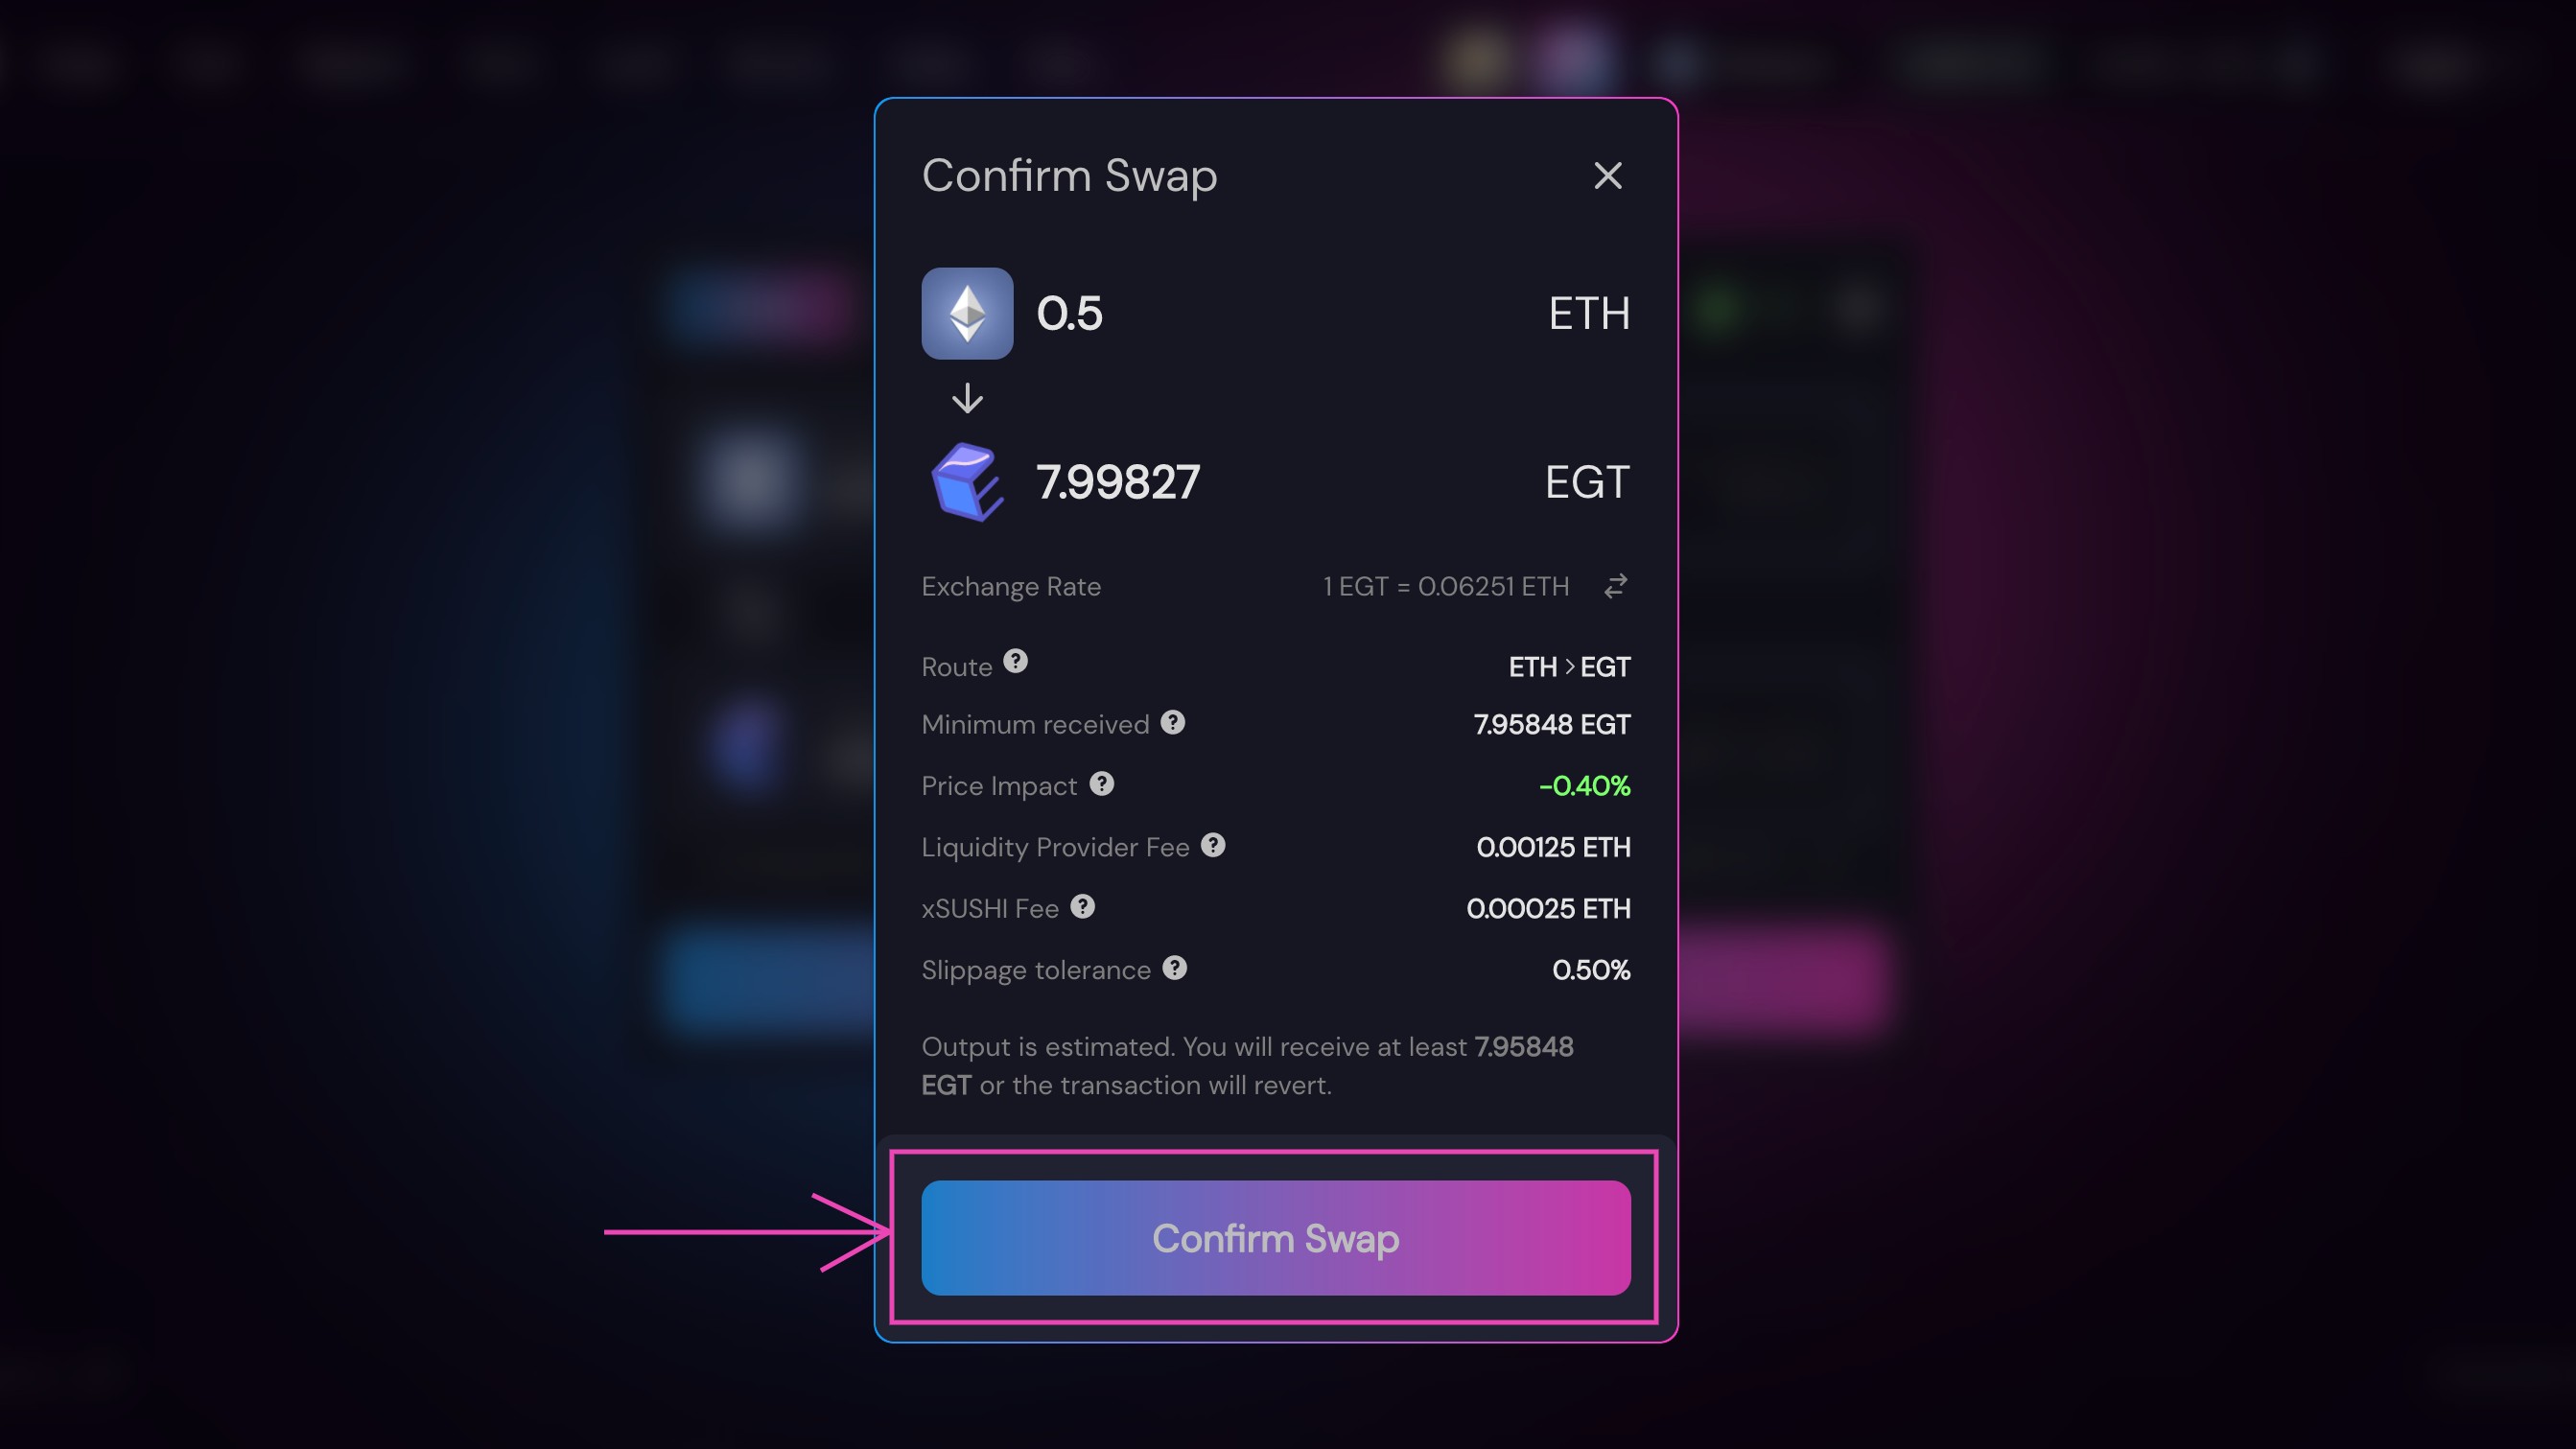 Confirm Swap
0.5 ETH
7.99827 EGT
Exchange Rate 1 EGT = 0.06251 ETH
Route ETH > EGT
Minimum received 7.95848 EGT
Price Impact -0.40%
Liquidity Provider Fee 0.00125 ETH
xSUSHI Fee 0.00025 ETH
Slippage tolerance 0.50%
Output is estimated. You will receive at least 7.95848
EGT or the transaction will revert.
Confirm Swap